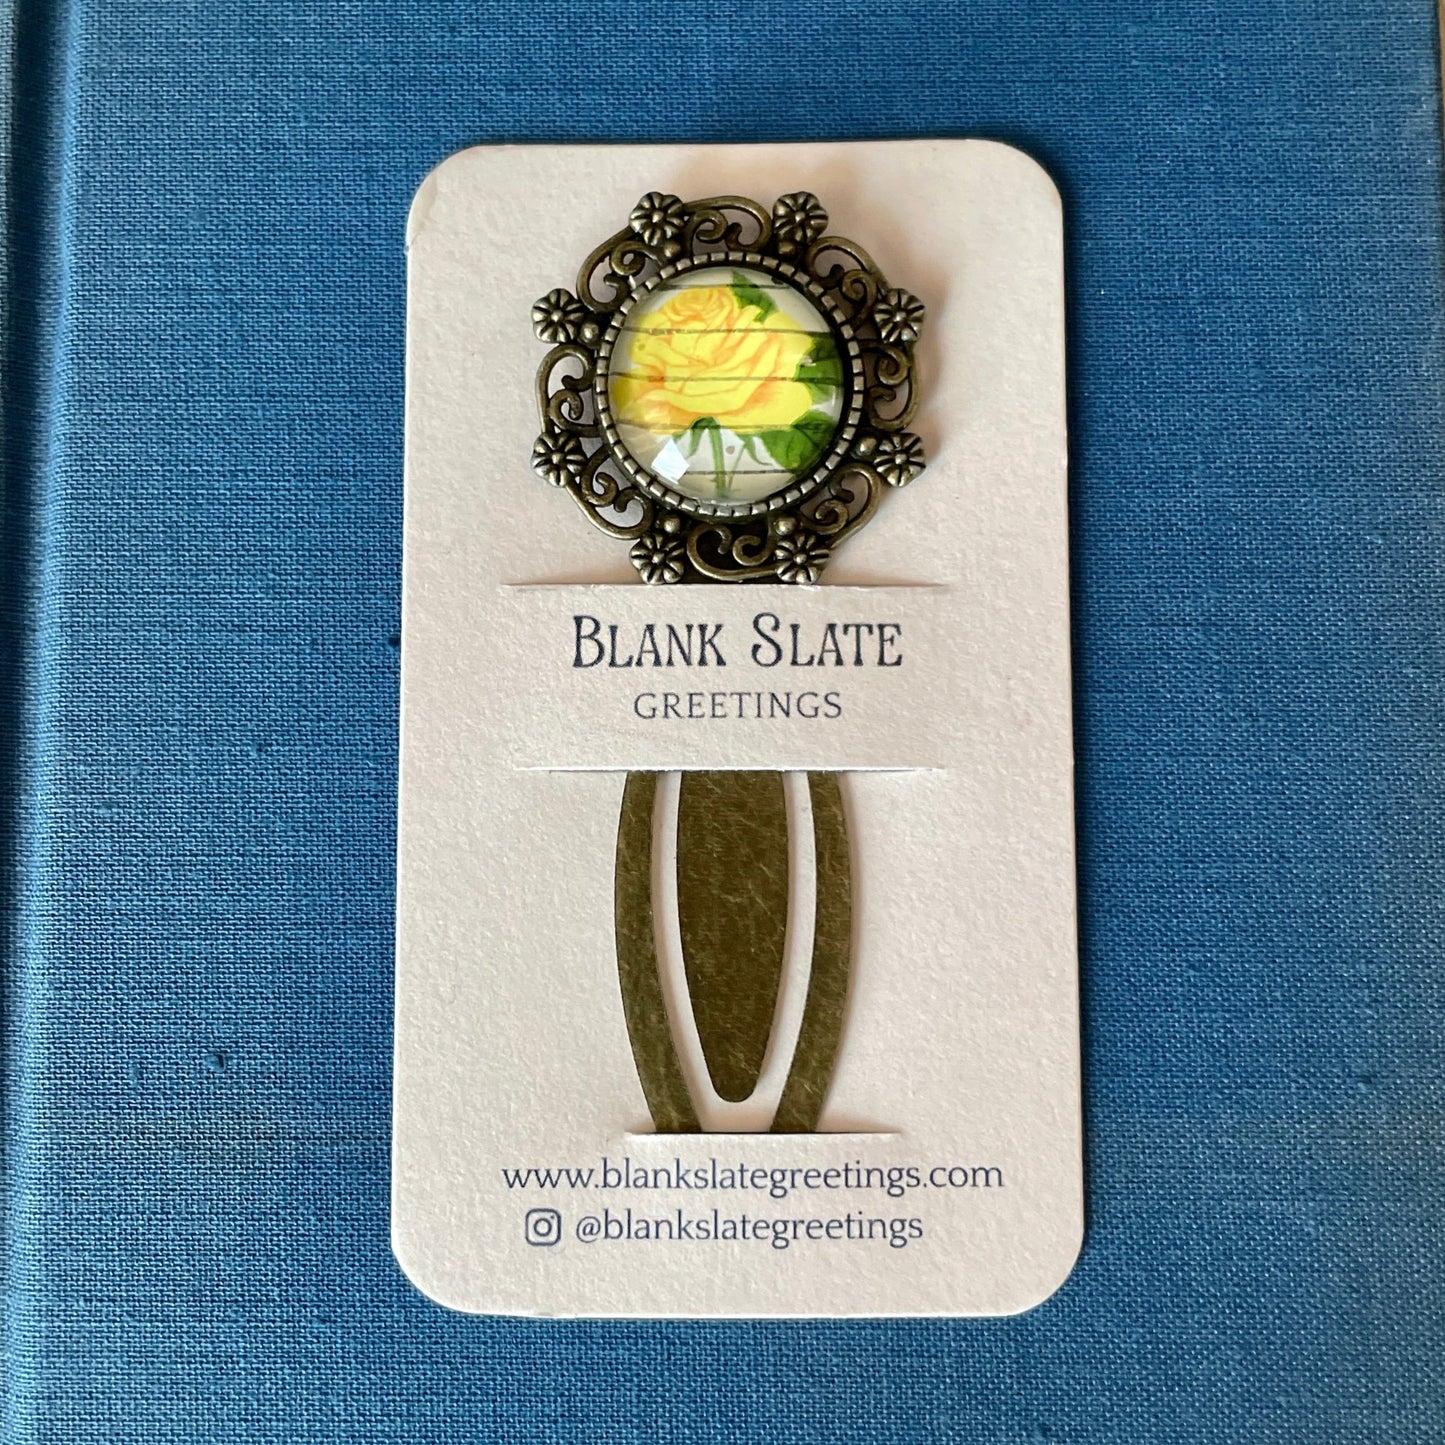 BLANK SLATE
GREETINGS
www.blankslategreetings.com
@blankslategreetings